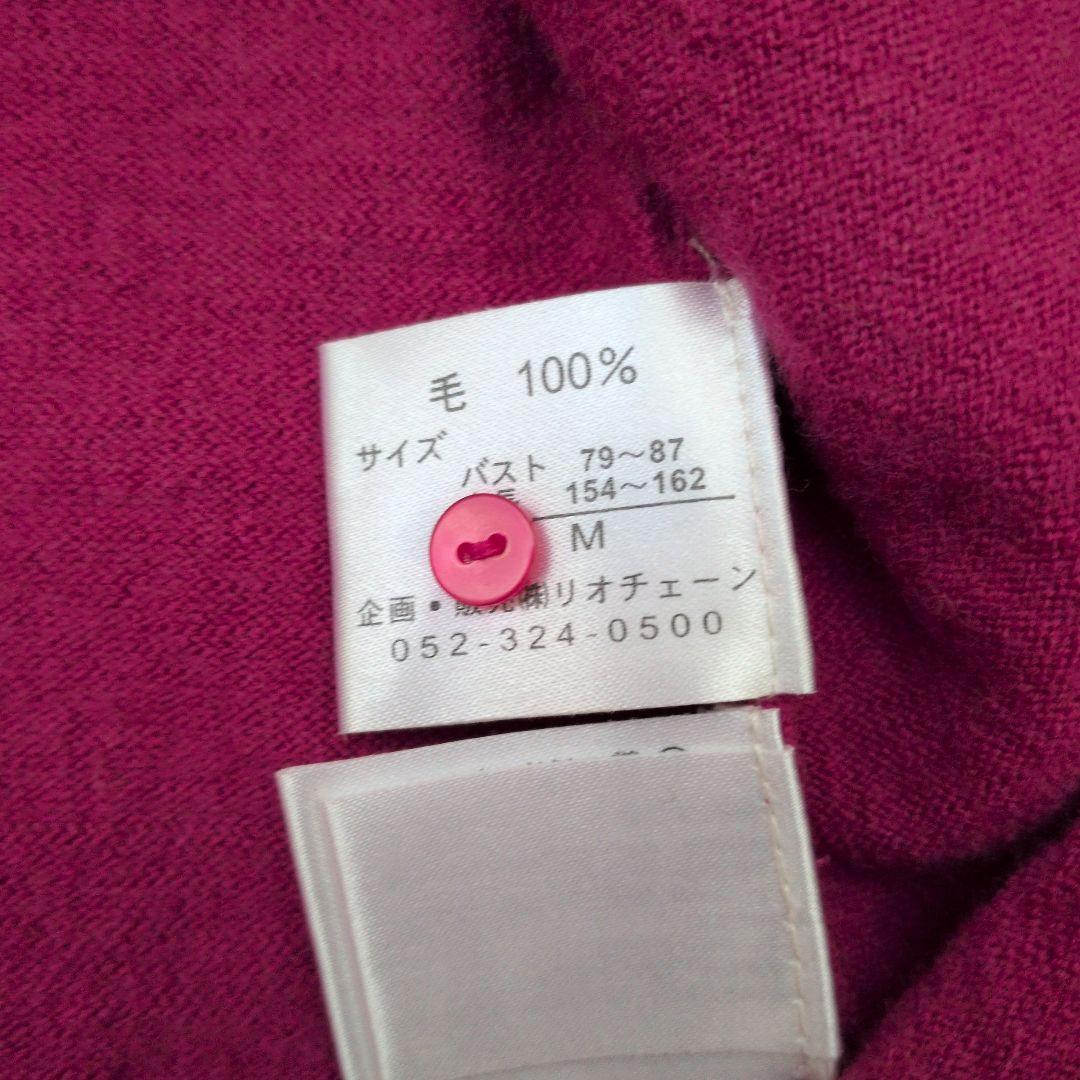 毛 100%
サイズ
バスト 79～87
長 154～162
M
企画・販売㈱リオチェーン
052-324-0500